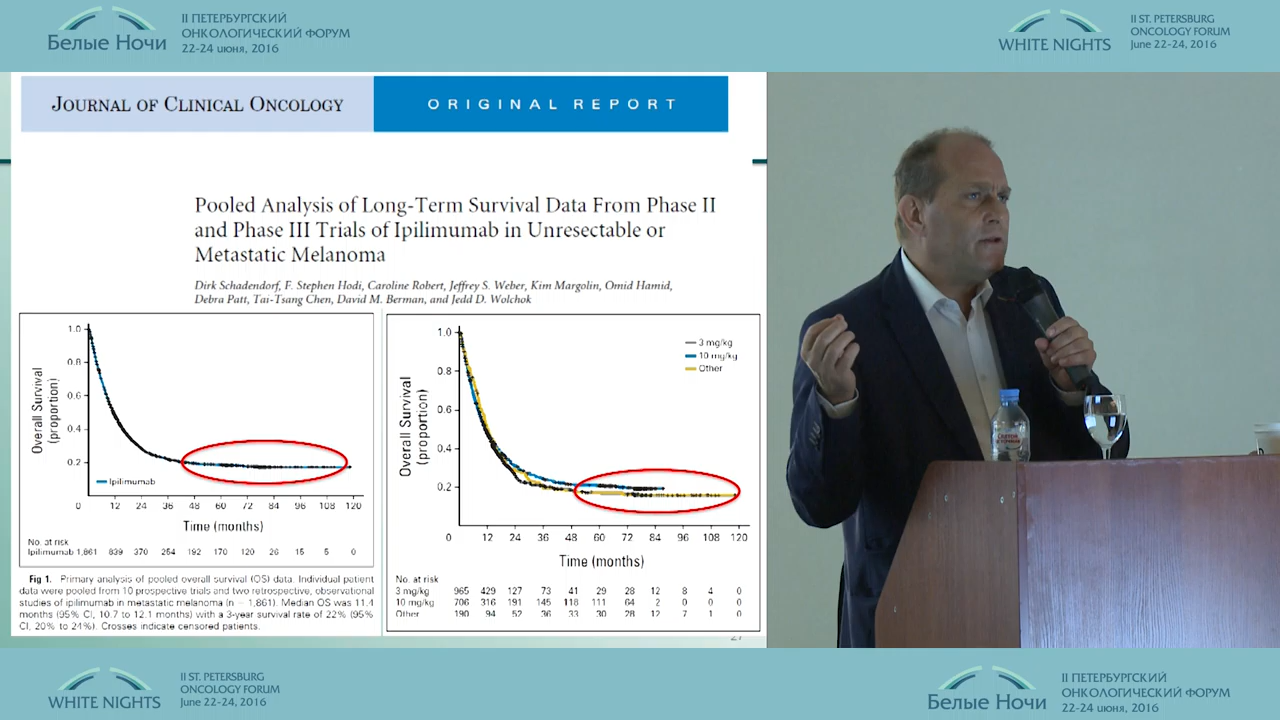 Белые Ночи
II ПЕТЕРБУРГСКИЙ
ОНКОЛОГИЧЕСКИЙ ФОРУМ
22-24 июня, 2016
WHITE NIGHTS
II ST. PETERSBURG
ONCOLOGY FORUM
June 22-24, 2016
JOURNAL OF CLINICAL ONCOLOGY
ORIGINAL REPORT
Pooled Analysis of Long-Term Survival Data From Phase II
and Phase III Trials of Ipilimumab in Unresectable or
Metastatic Melanoma
Dirk Schadendorf, F. Stephen Hodi, Caroline Robert, Jeffrey S. Weber, Kim Margolin, Omid Hamid,
Debra Patt, Tai-Tsang Chen, David M. Berman, and Jedd D. Wolchok
Overall Survival
(proportion)
1.0
0.8
0.6
0.4
0.2
Ipilimumab
0 12 24 36 48 60 72 84 96 108 120
Time (months)
No. at risk
Ipilimumab 1,861 839 370 254 192 170 120 26 15 5 0
Fig 1. Primary analysis of pooled overall survival (OS) data. Individual patient
data were pooled from 10 prospective trials and two retrospective, observational
studies of ipilimumab in metastatic melanoma (n = 1,861). Median OS was 11.4
months (95% CI, 10.7 to 12.1 months) with a 3-year survival rate of 22% (95%
CI, 20% to 24%). Crosses indicate censored patients.
Overall Survival
(proportion)
1.0
0.8
0.6
0.4
0.2
3 mg/kg
10 mg/kg
Other
0 12 24 36 48 60 72 84 96 108 120
Time (months)
No. at risk
3 mg/kg 965 429 127 73 41 29 28 12 8 4 0
10 mg/kg 706 316 191 145 118 111 64 2 0 0 0
Other 190 94 52 36 33 30 28 12 7 1 0
WHITE NIGHTS
II ST. PETERSBURG
ONCOLOGY FORUM
June 22-24, 2016
Белые Ночи
II ПЕТЕРБУРГСКИЙ
ОНКОЛОГИЧЕСКИЙ ФОРУМ
22-24 июня, 2016